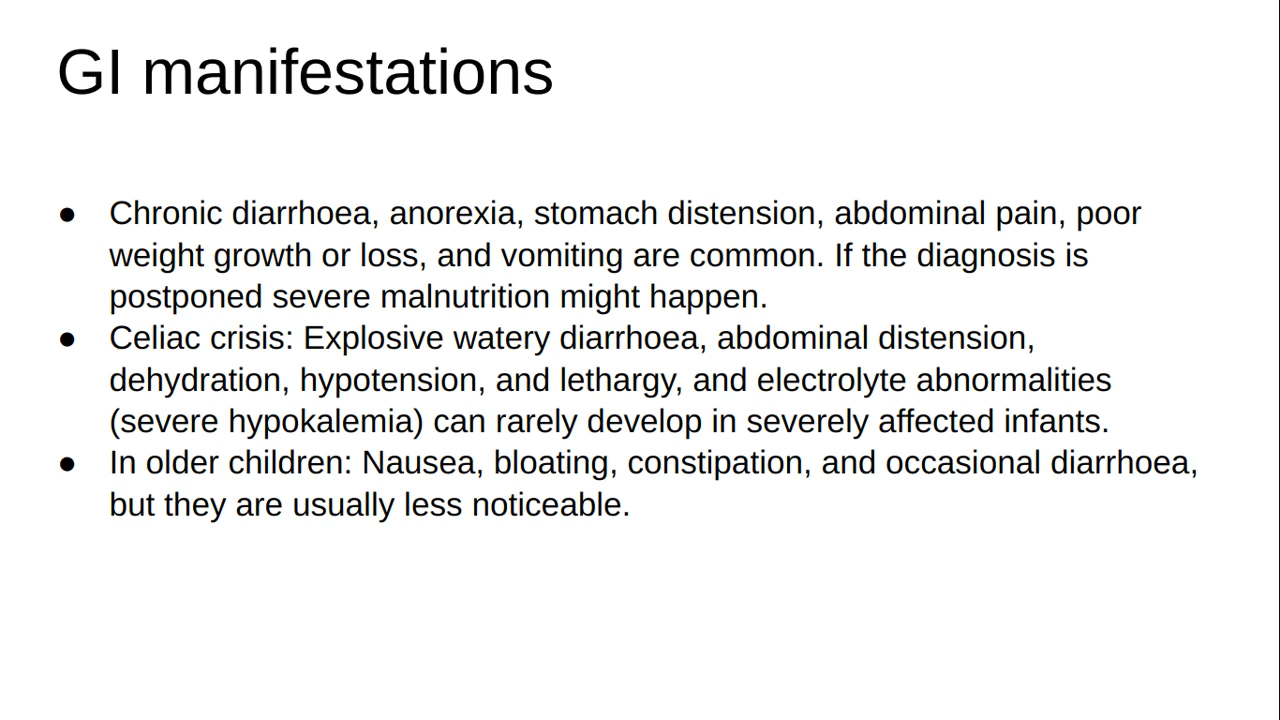 GI manifestations
● Chronic diarrhoea, anorexia, stomach distension, abdominal pain, poor
weight growth or loss, and vomiting are common. If the diagnosis is
postponed severe malnutrition might happen.
● Celiac crisis: Explosive watery diarrhoea, abdominal distension,
dehydration, hypotension, and lethargy, and electrolyte abnormalities
(severe hypokalemia) can rarely develop in severely affected infants.
● In older children: Nausea, bloating, constipation, and occasional diarrhoea,
but they are usually less noticeable.